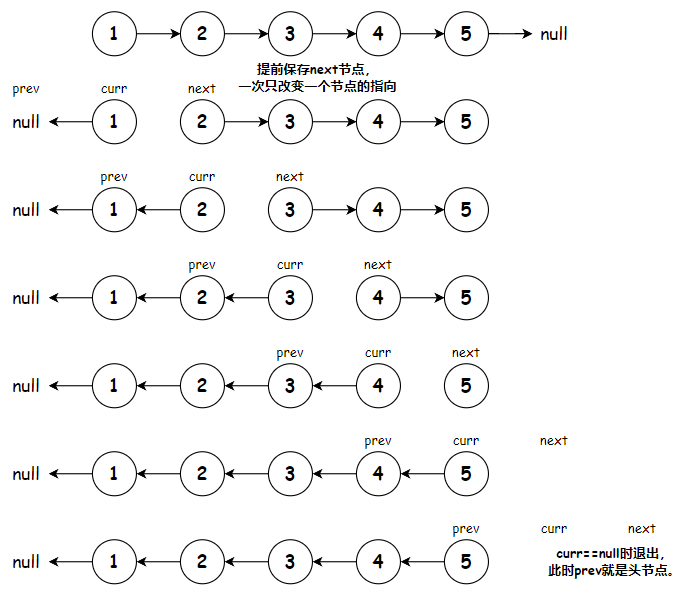 1 2 3 4 5 null
提前保存next节点，
一次只改变一个节点的指向
prev curr next
null 1 2 3 4 5
prev curr next
null 1 2 3 4 5
prev curr next
null 1 2 3 4 5
prev curr next
null 1 2 3 4 5
prev curr next
null 1 2 3 4 5
prev curr next
null 1 2 3 4 5
curr==null时退出，
此时prev就是头节点。